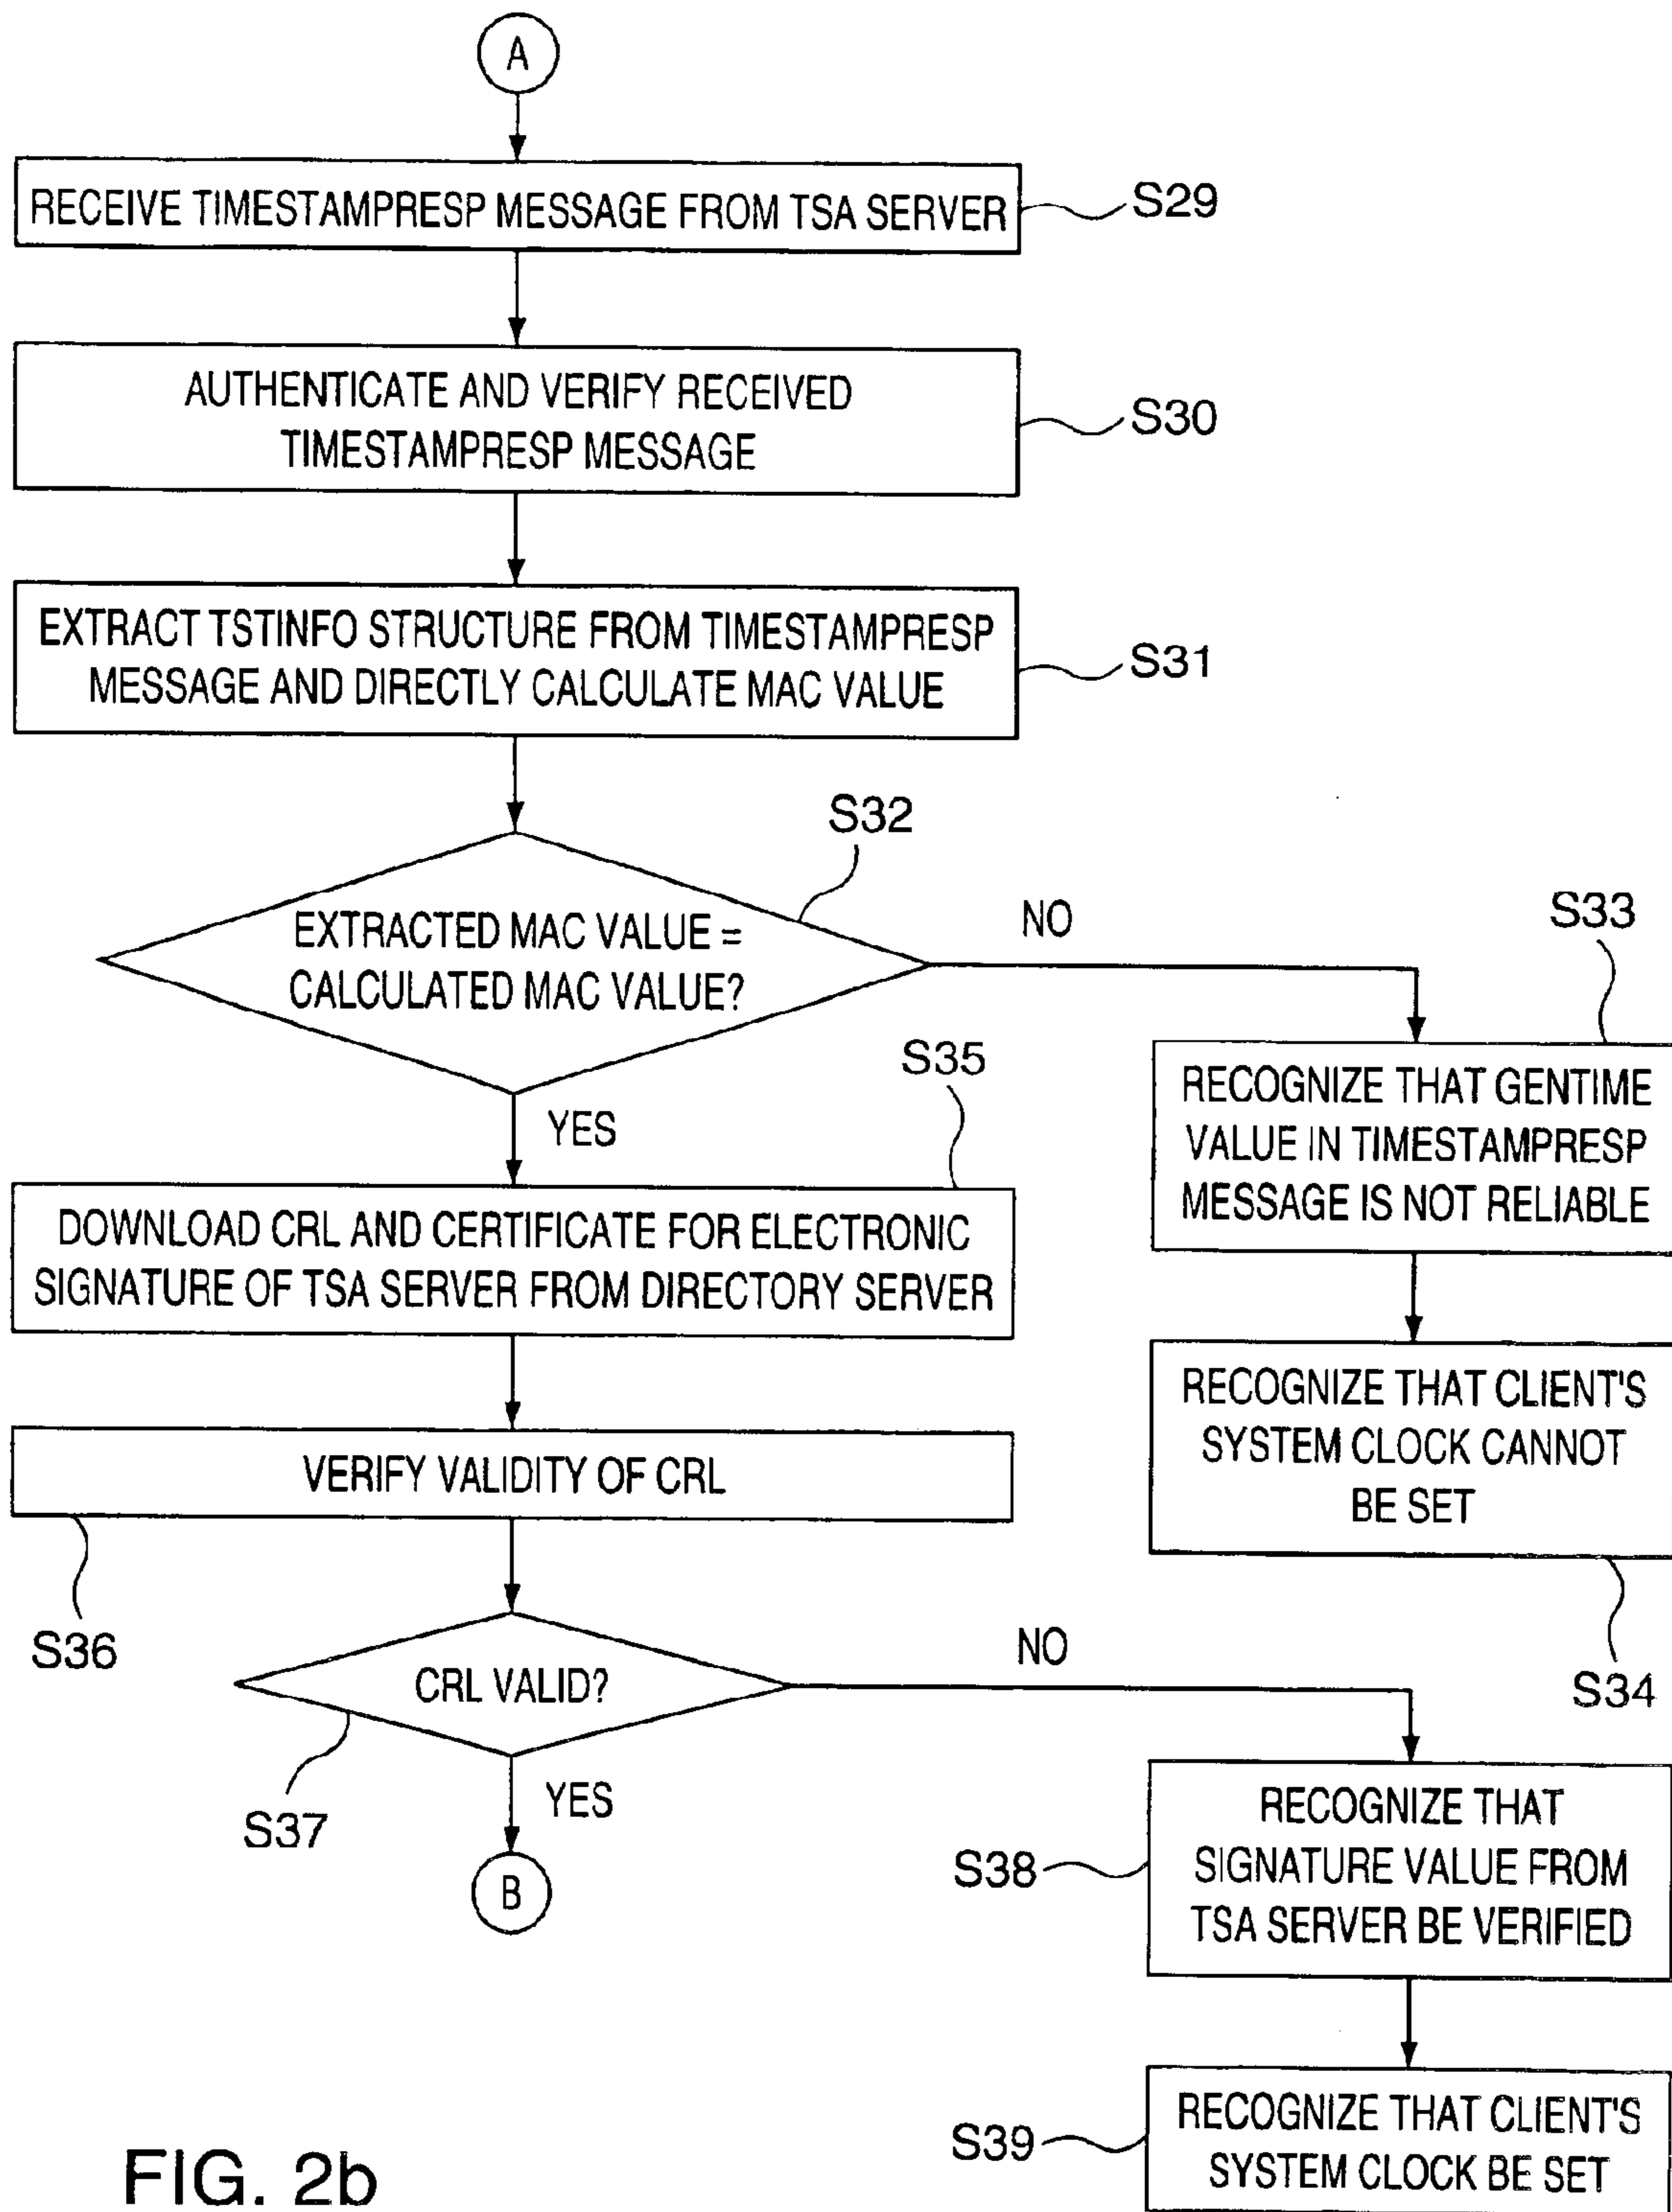 A
RECEIVE TIMESTAMPRESP MESSAGE FROM TSA SERVER
S29
AUTHENTICATE AND VERIFY RECEIVED
TIMESTAMPRESP MESSAGE
S30
EXTRACT TSTINFO STRUCTURE FROM TIMESTAMPRESP
MESSAGE AND DIRECTLY CALCULATE MAC VALUE
S31
S32
EXTRACTED MAC VALUE =
CALCULATED MAC VALUE?
NO
YES
S33
RECOGNIZE THAT GENTIME
VALUE IN TIMESTAMPRESP
MESSAGE IS NOT RELIABLE
RECOGNIZE THAT CLIENT'S
SYSTEM CLOCK CANNOT
BE SET
S34
S35
DOWNLOAD CRL AND CERTIFICATE FOR ELECTRONIC
SIGNATURE OF TSA SERVER FROM DIRECTORY SERVER
VERIFY VALIDITY OF CRL
S36
CRL VALID?
NO
S37
YES
B
S38
RECOGNIZE THAT
SIGNATURE VALUE FROM
TSA SERVER BE VERIFIED
S39
RECOGNIZE THAT CLIENT'S
SYSTEM CLOCK BE SET
FIG. 2b